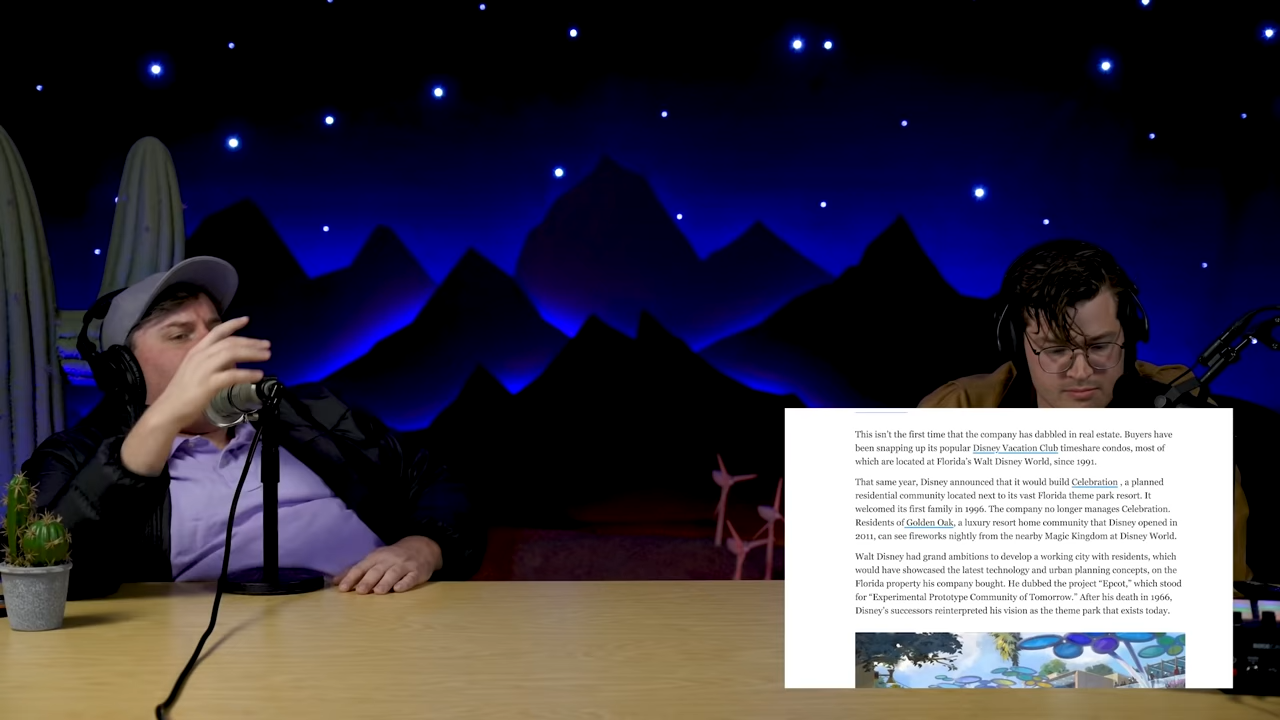 This isn't the first time that the company has dabbled in real estate. Buyers have
been snapping up its popular Disney Vacation Club timeshare condos, most of
which are located at Florida's Walt Disney World, since 1991.
That same year, Disney announced that it would build Celebration , a planned
residential community located next to its vast Florida theme park resort. It
welcomed its first family in 1996. The company no longer manages Celebration.
Residents of Golden Oak, a luxury resort home community that Disney opened in
2011, can see fireworks nightly from the nearby Magic Kingdom at Disney World.
Walt Disney had grand ambitions to develop a working city with residents, which
would have showcased the latest technology and urban planning concepts, on the
Florida property his company bought. He dubbed the project "Epcot," which stood
for "Experimental Prototype Community of Tomorrow." After his death in 1966,
Disney's successors reinterpreted his vision as the theme park that exists today.